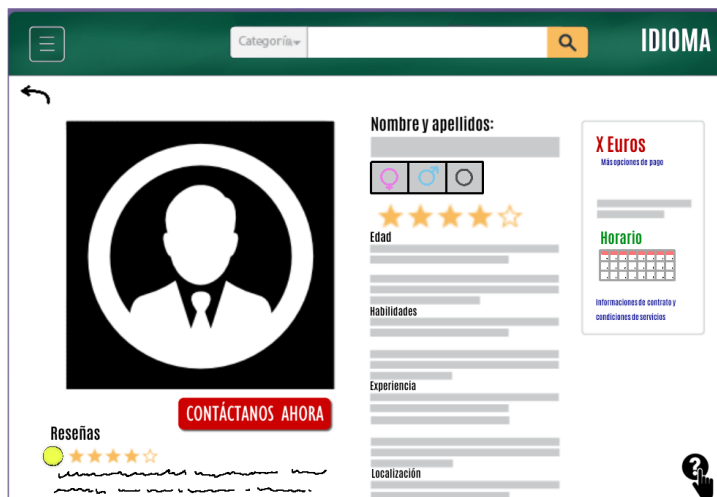 Categoría
IDIOMA
Nombre y apellidos:
Edad
Habilidades
Experiencia
Localización
X Euros
Más opciones de pago
Horario
Informaciones de contrato y
condiciones de servicios
CONTÁCTANOS AHORA
Reseñas
?